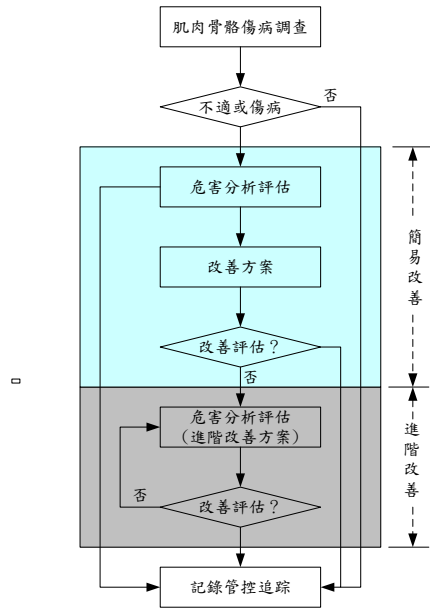 肌肉骨骼傷病調查
不適或傷病
否
危害分析評估
改善方案
改善評估？
否
簡易改善
危害分析評估
（進階改善方案）
否
改善評估？
進階改善
記錄管控追踪